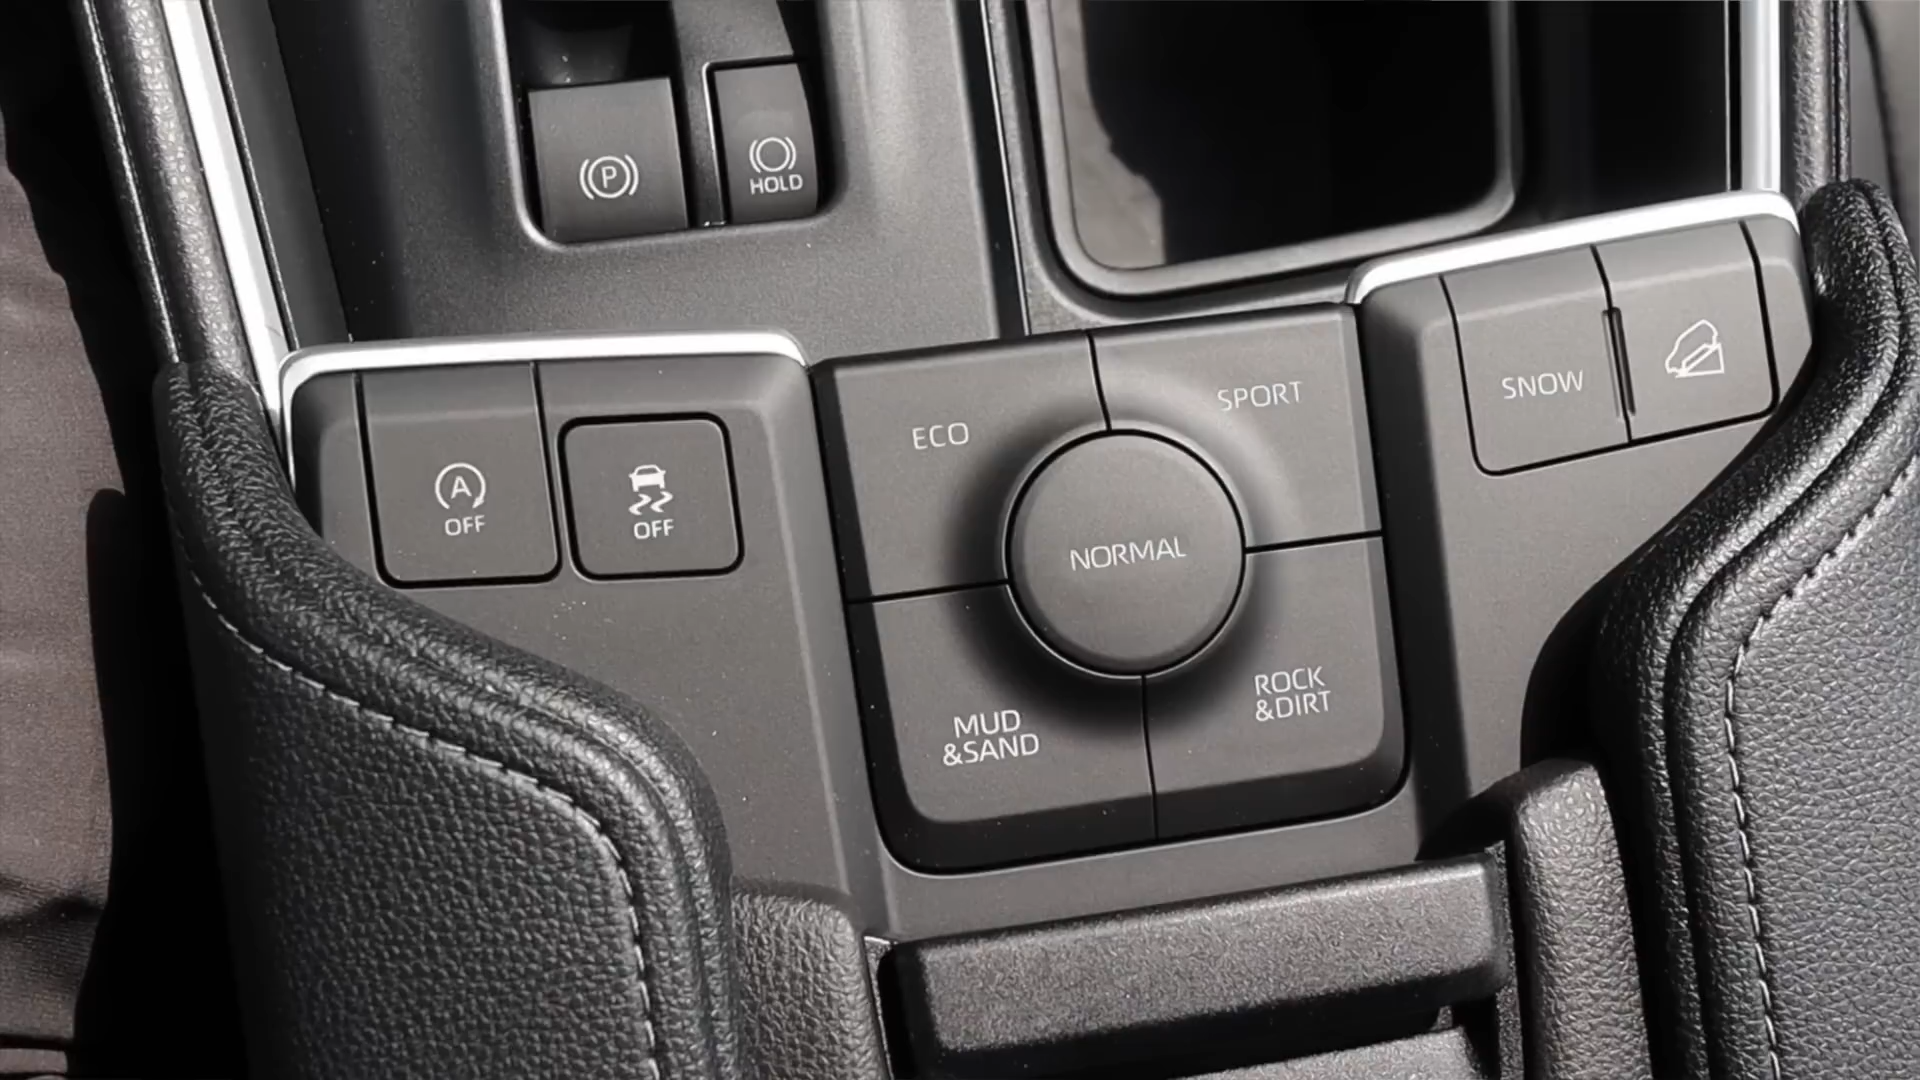 P
HOLD
SNOW
SPORT
ECO
A
OFF
OFF
NORMAL
ROCK
&DIRT
MUD
&SAND